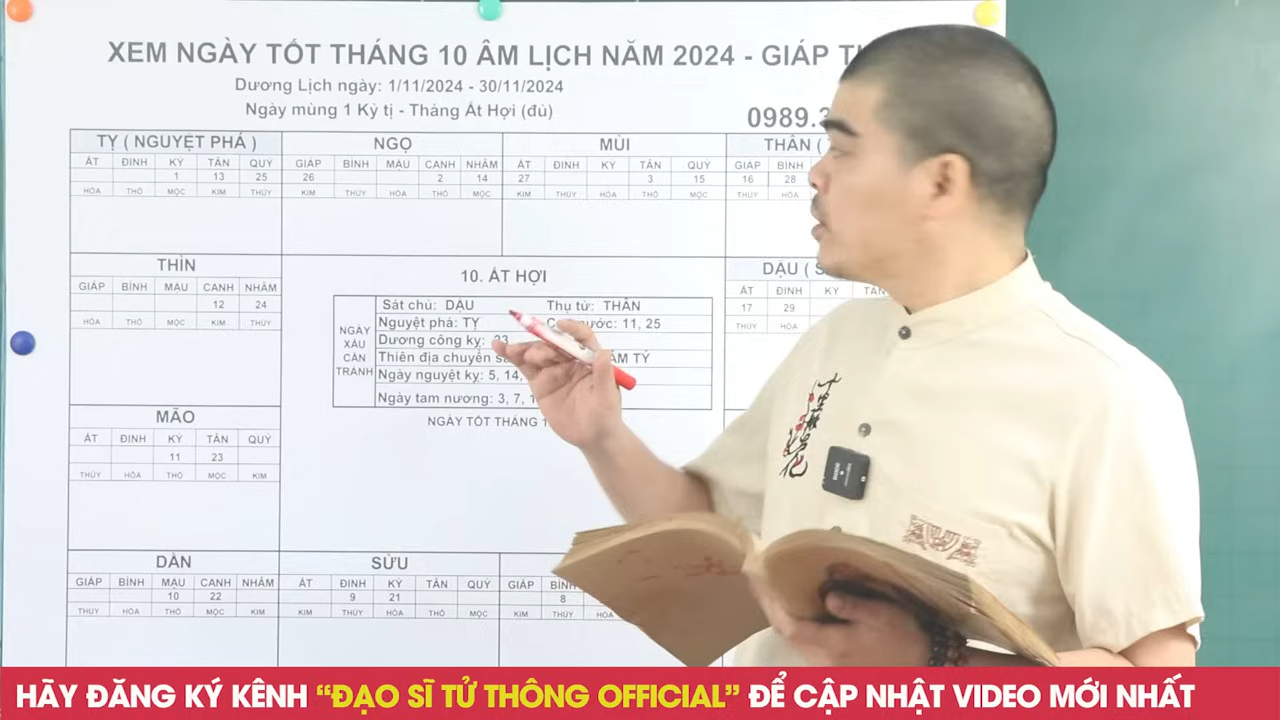 XEM NGÀY TỐT THÁNG 10 ÂM LỊCH NĂM 2024 - GIÁP
Dương Lịch ngày: 1/11/2024 - 30/11/2024
Ngày mùng 1 Kỷ tị - Tháng Ất Hợi (đủ)
0989.3
TỴ ( NGUYỆT PHÁ ) NGỌ MÙI THÂN (
ẤT ĐINH KỶ TÂN QUÝ GIÁP BÍNH MẬU CANH NHÂM ẤT ĐINH KỶ TÂN QUÝ GIÁP BÍNH
1 13 25 26 2 14 27 3 15 16 28
HỎA THỔ MỘC KIM THỦY KIM THỦY HỎA THỔ MỘC KIM THỦY HỎA THỔ MỘC THỦY HỎA
THÌN 10. ẤT HỢI DẬU ( S
GIÁP BÍNH MẬU CANH NHÂM ẤT ĐINH KỶ
12 24 17 29
HỎA THỔ MỘC KIM THỦY THỦY HỎA
NGÀY XẤU CẦN TRÁNH
Sát chủ: DẬU Thụ tử: THÂN
Nguyệt phá: TỴ nước: 11, 25
Dương công kỵ: 23
Thiên địa chuyển TÝ
Ngày nguyệt kỵ: 5, 14,
Ngày tam nương: 3, 7,
NGÀY TỐT THÁNG
MÃO
ẤT ĐINH KỶ TÂN QUÝ
11 23
THỦY HỎA THỔ MỘC KIM
DẦN SỬU
GIÁP BÍNH MẬU CANH NHÂM ẤT ĐINH KỶ TÂN QUÝ GIÁP BÍNH
10 22 9 21 8
THỦY HỎA THỔ MỘC KIM KIM THỦY HỎA THỔ MỘC KIM THỦY HỎA
HÃY ĐĂNG KÝ KÊNH “ĐẠO SĨ TỬ THÔNG OFFICIAL” ĐỂ CẬP NHẬT VIDEO MỚI NHẤT